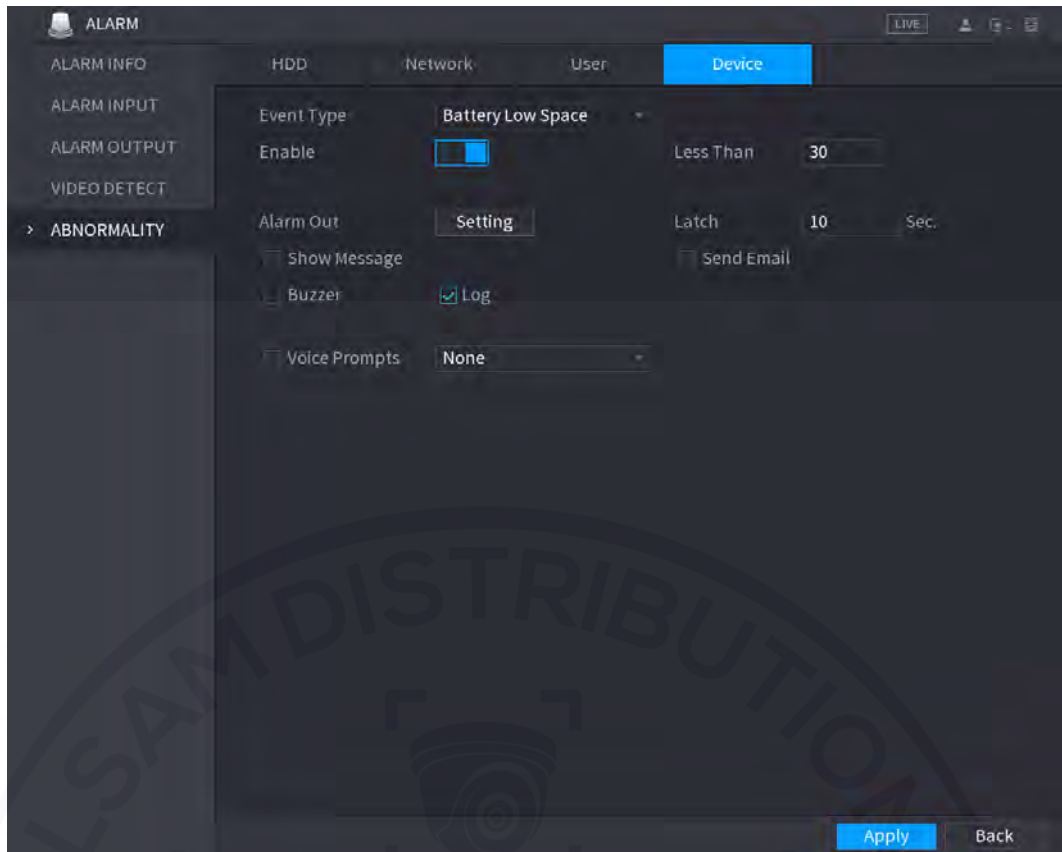 ALARM
LIVE
ALARM INFO
ALARM INPUT
ALARM OUTPUT
VIDEO DETECT
> ABNORMALITY
HDD Network User Device
Event Type Battery Low Space
Enable Less Than 30
Alarm Out Setting Latch 10 Sec.
Show Message Send Email
Buzzer Log
Voice Prompts None
LSAM DISTRIBUTION
Apply Back